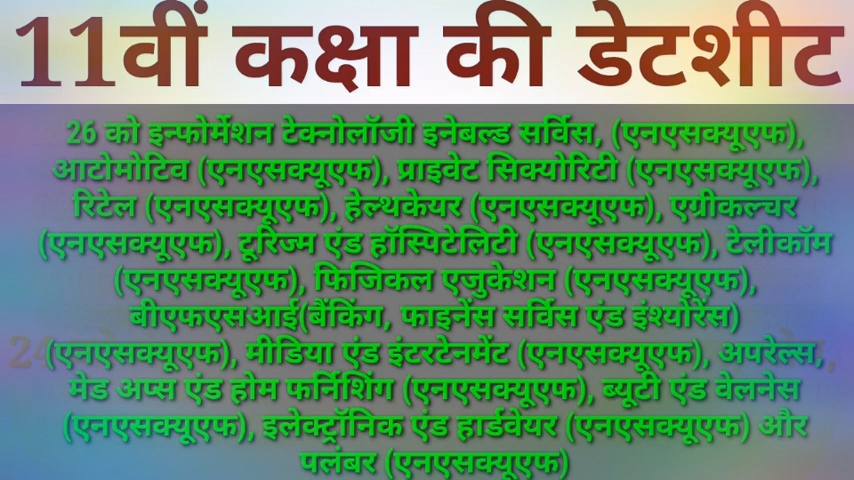 11वीं कक्षा की डेटशीट
26 को इन्फोर्मेशन टेक्नोलॉजी इनेबल्ड सर्विस, (एनएसक्यूएफ),
आटोमोटिव (एनएसक्यूएफ), प्राइवेट सिक्योरिटी (एनएसक्यूएफ),
रिटेल (एनएसक्यूएफ), हेल्थकेयर (एनएसक्यूएफ), एग्रीकल्चर
(एनएसक्यूएफ), टूरिज्म एंड हॉस्पिटेलिटी (एनएसक्यूएफ), टेलीकॉम
(एनएसक्यूएफ), फिजिकल एजुकेशन (एनएसक्यूएफ),
बीएफएसआई(बैंकिंग, फाइनेंस सर्विस एंड इंश्योरेंस)
(एनएसक्यूएफ), मीडिया एंड इंटरटेनमेंट (एनएसक्यूएफ), अपरेल्स,
मेड अप्स एंड होम फर्निशिंग (एनएसक्यूएफ), ब्यूटी एंड वेलनेस
(एनएसक्यूएफ), इलेक्ट्रॉनिक एंड हार्डवेयर (एनएसक्यूएफ) और
पलंबर (एनएसक्यूएफ)